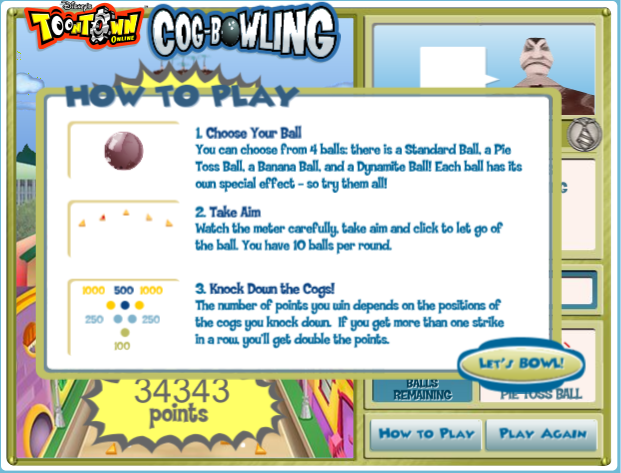 Disney's
TOONTOWN
ONLINE
COG-BOWLING
HOW TO PLAY
1. Choose Your Ball
You can choose from 4 balls: there is a Standard Ball, a Pie
Toss Ball, a Banana Ball, and a Dynamite Ball! Each ball has its
own special effect - so try them all!
2. Take Aim
Watch the meter carefully, take aim and click to let go of
the ball. You have 10 balls per round.
1000 500 1000
250 250
100
3. Knock Down the Cogs!
The number of points you win depends on the positions of
the cogs you knock down. If you get more than one strike
in a row, you'll get double the points.
LET'S BOWL!
34343
points
BALLS
REMAINING
PIE TOSS BALL
HOW TO PLAY
PLAY AGAIN